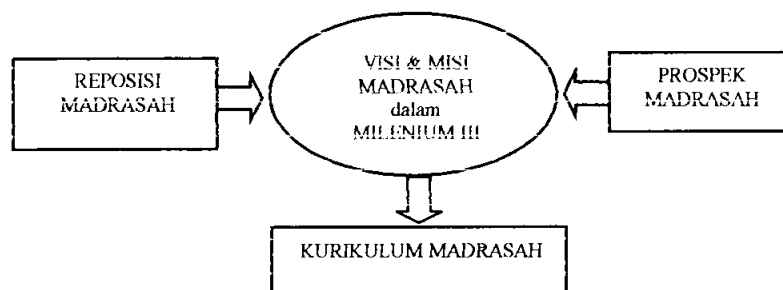 REPOSISI
MADRASAH
VISI & MISI
MADRASAH
dalam
MILENIUM III
PROSPEK
MADRASAH
KURIKULUM MADRASAH